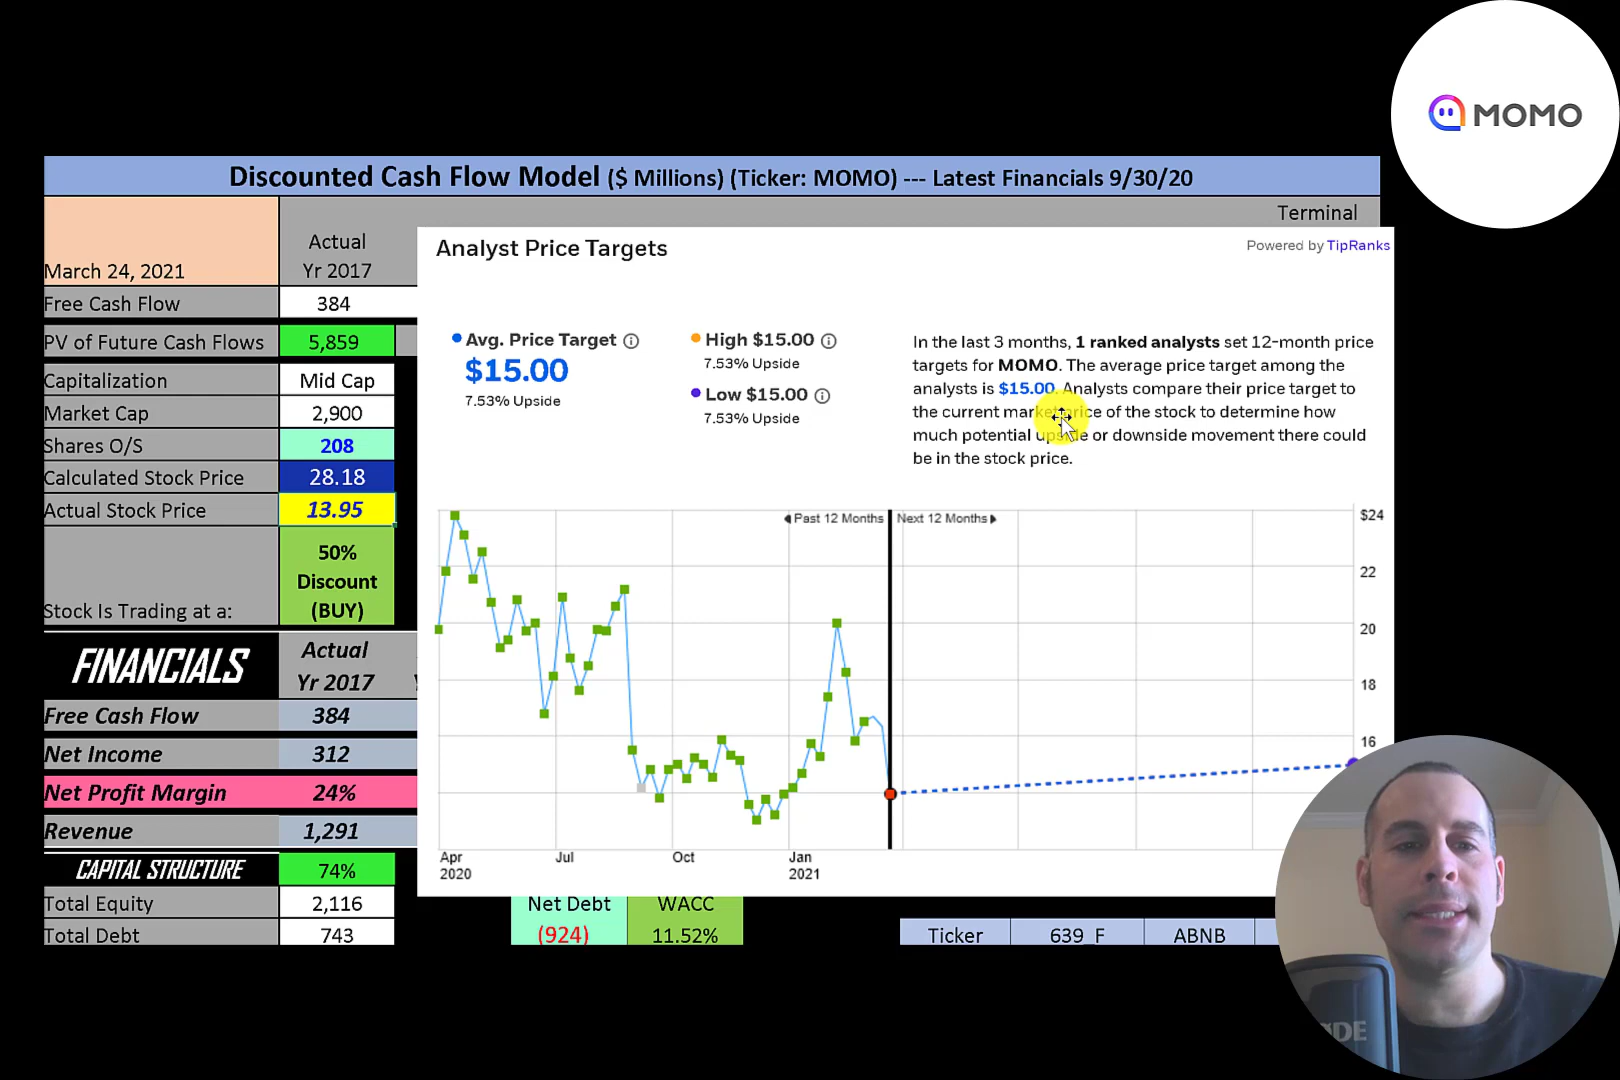 MOMO
Discounted Cash Flow Model ($ Millions) (Ticker: MOMO) --- Latest Financials 9/30/20
Terminal
Actual
March 24, 2021 Yr 2017
Free Cash Flow 384
PV of Future Cash Flows 5,859
Capitalization Mid Cap
Market Cap 2,900
Shares O/S 208
Calculated Stock Price 28.18
Actual Stock Price 13.95
50%
Discount
Stock Is Trading at a: (BUY)
FINANCIALS Actual
Yr 2017
Free Cash Flow 384
Net Income 312
Net Profit Margin 24%
Revenue 1,291
CAPITAL STRUCTURE 74%
Total Equity 2,116
Total Debt 743
Analyst Price Targets Powered by TipRanks
Avg. Price Target
$15.00
7.53% Upside
High $15.00
7.53% Upside
Low $15.00
7.53% Upside
In the last 3 months, 1 ranked analysts set 12-month price
targets for MOMO. The average price target among the
analysts is $15.00. Analysts compare their price target to
the current market price of the stock to determine how
much potential upside or downside movement there could
be in the stock price.
Past 12 Months Next 12 Months
$24
22
20
18
16
Apr
2020
Jul
Oct
Jan
2021
Net Debt WACC
(924) 11.52%
Ticker 639_F ABNB